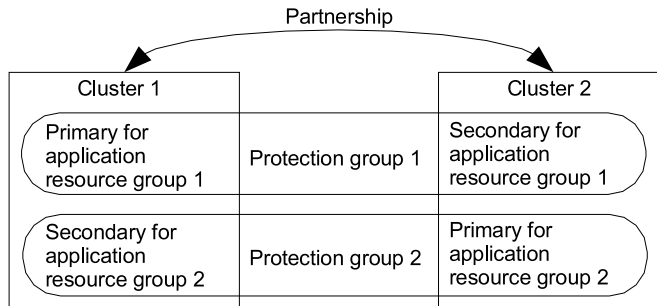 Partnership
Cluster 1
Cluster 2
Primary for
application
resource group 1
Protection group 1
Secondary for
application
resource group 1
Secondary for
application
resource group 2
Protection group 2
Primary for
application
resource group 2